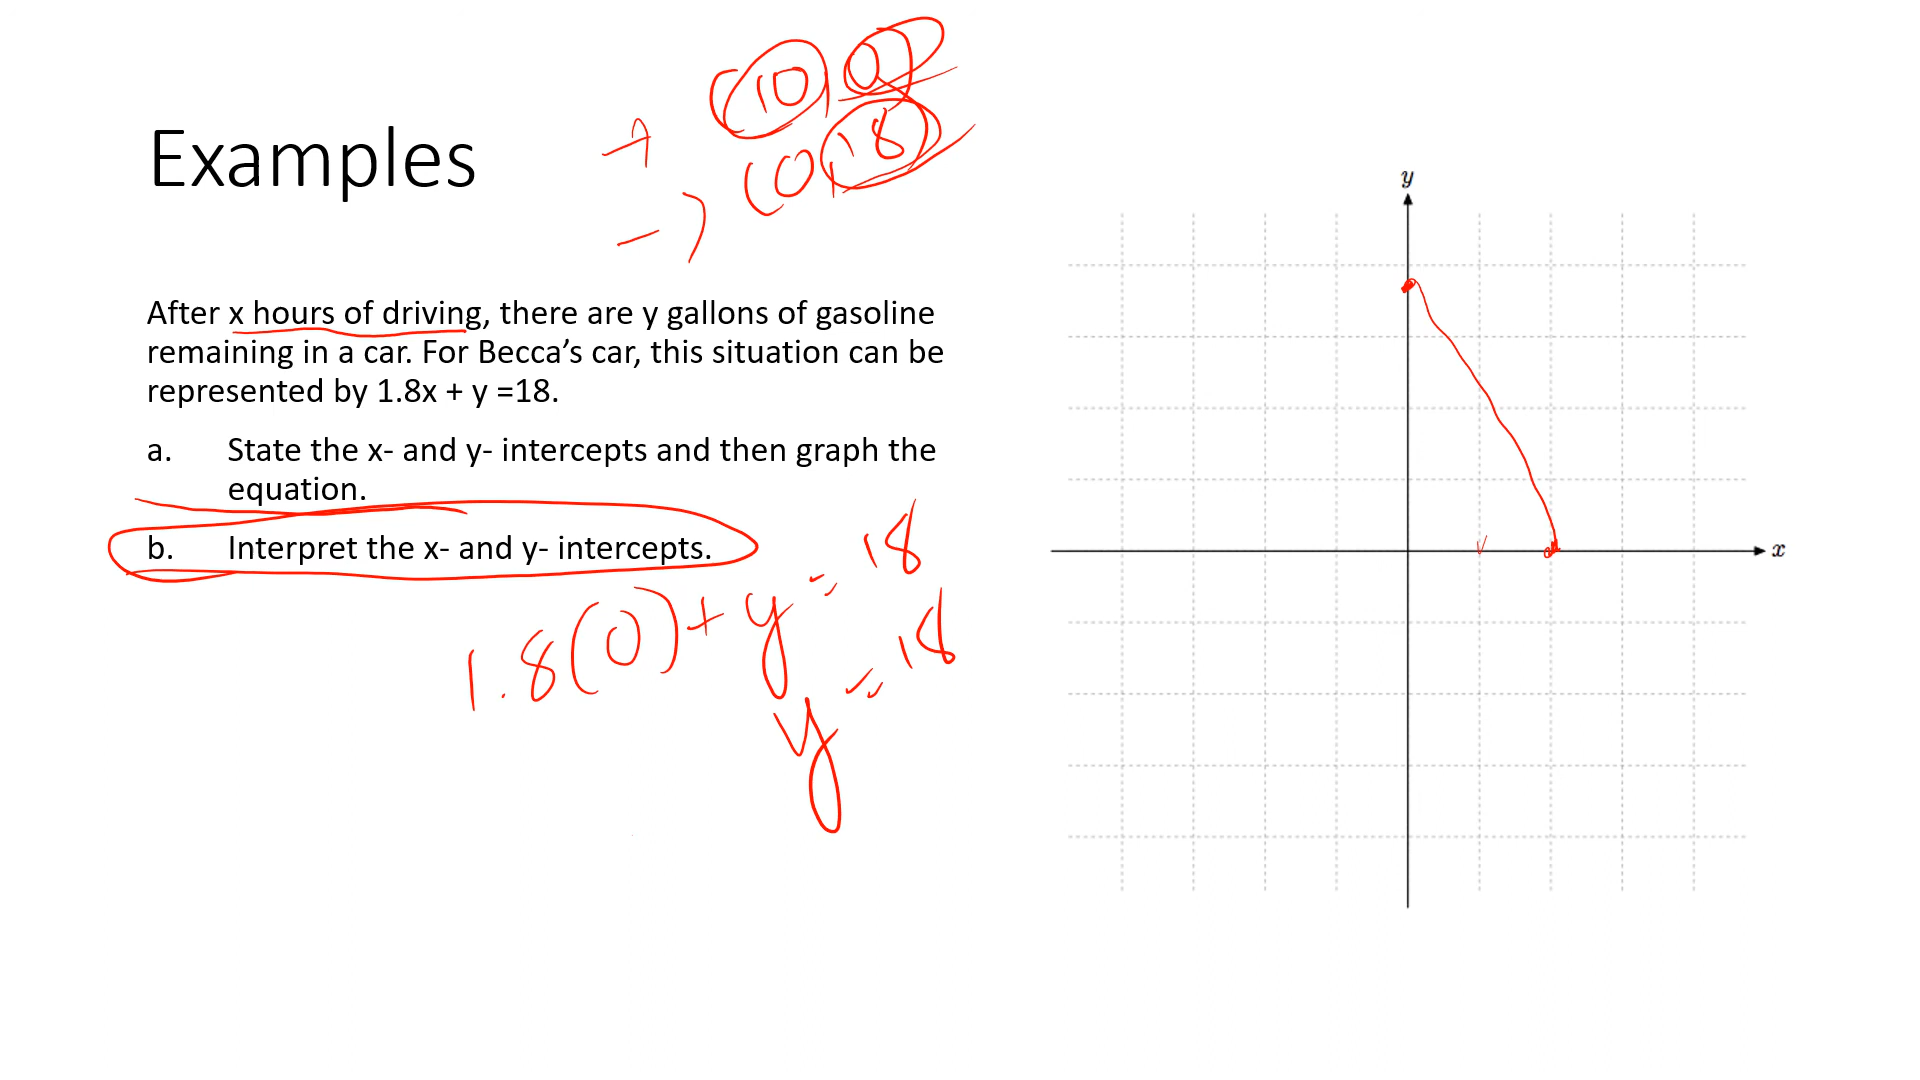 (10,0)
(0,18)
Examples
y
After x hours of driving, there are y gallons of gasoline
remaining in a car. For Becca’s car, this situation can be
represented by 1.8x + y =18.
a. State the x- and y- intercepts and then graph the
equation.
b. Interpret the x- and y- intercepts.
x
1.8(0)+y=18
y=18